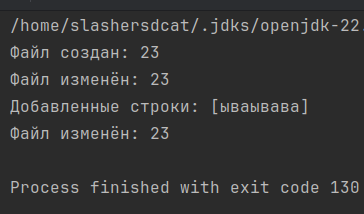 /home/slashersdcat/.jdks/openjdk-22.
Файл создан: 23
Файл изменён: 23
Добавленные строки: [ываывава]
Файл изменён: 23
Process finished with exit code 130